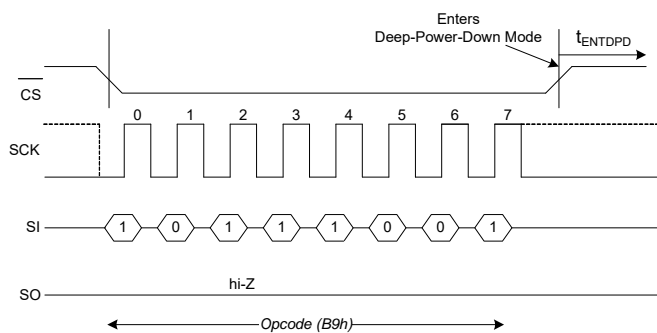 Enters
Deep-Power-Down Mode
tENTDPD
CS
0 1 2 3 4 5 6 7
SCK
SI 1 0 1 1 1 0 0 1
hi-Z
SO
Opcode (B9h)